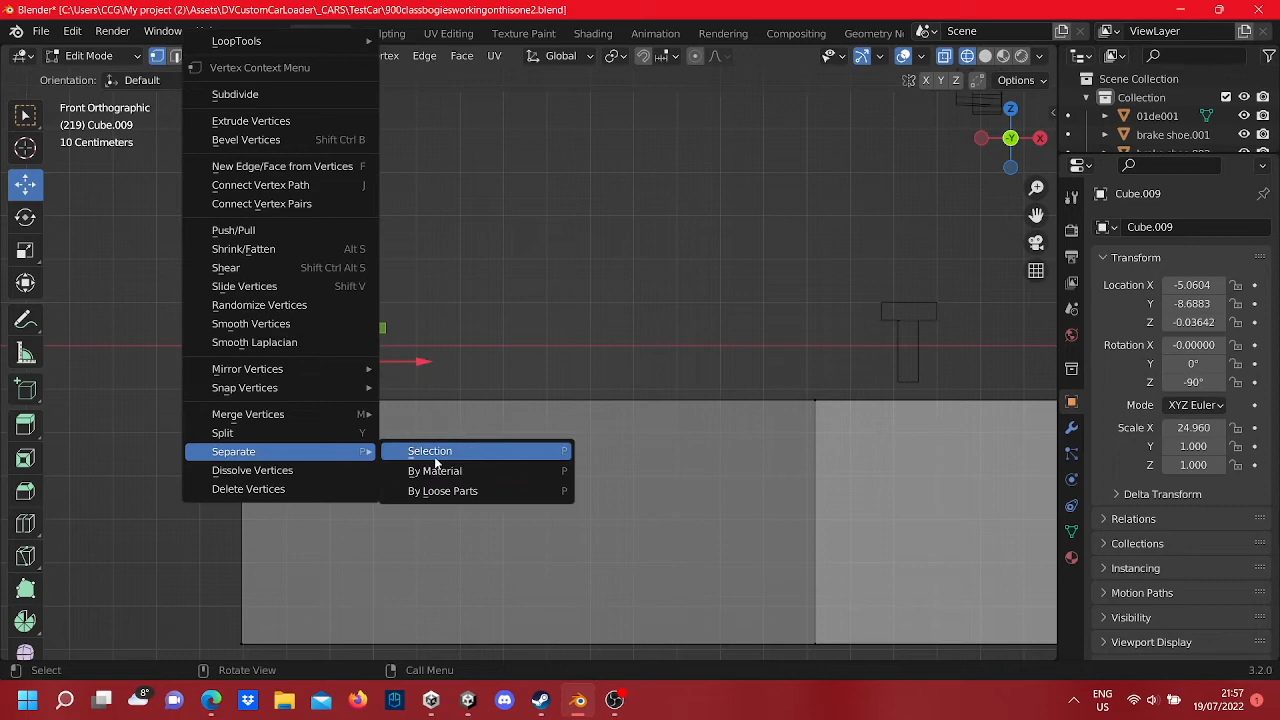 Blender* [C:\Users\CCG\My project (2)\Assets\DVCustomCarLoader\_CARS\TestCar\900classbogiesworkingonthisone2.blend]
File Edit Render Window
UV Editing Texture Paint Shading Animation Rendering Compositing Geometry N
Scene
ViewLayer
Edit Mode
Edge Face UV
Global
Orientation: Default
X Y Z
Options
Front Orthographic
(219) Cube.009
10 Centimeters
LoopTools
Vertex Context Menu
Subdivide
Extrude Vertices
Bevel Vertices Shift Ctrl B
New Edge/Face from Vertices F
Connect Vertex Path J
Connect Vertex Pairs
Push/Pull
Shrink/Fatten Alt S
Shear Shift Ctrl Alt S
Slide Vertices Shift V
Randomize Vertices
Smooth Vertices
Smooth Laplacian
Mirror Vertices
Snap Vertices
Merge Vertices M
Split Y
Separate P
Dissolve Vertices
Delete Vertices
Selection P
By Material P
By Loose Parts P
Z
-Y
X
Scene Collection
Collection
01de001
brake shoe.001
Cube.009
Cube.009
Transform
Location X -5.0604
Y -8.6883
Z -0.03642
Rotation X -0.00000
Y 0°
Z -90°
Mode XYZ Euler
Scale X 24.960
Y 1.000
Z 1.000
Delta Transform
Relations
Collections
Instancing
Motion Paths
Visibility
Viewport Display
Select
Rotate View
Call Menu
3.2.0
8°
ENG
US
21:57
19/07/2022
1